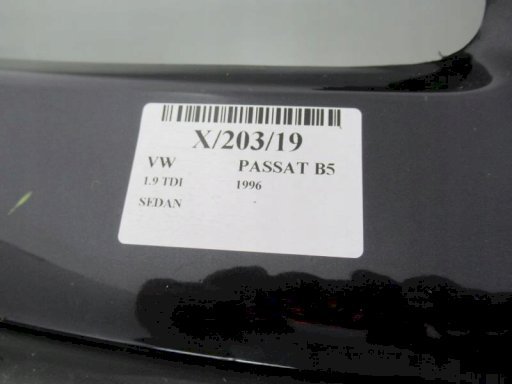 X/203/19
VW PASSAT B5
1.9 TDI 1996
SEDAN